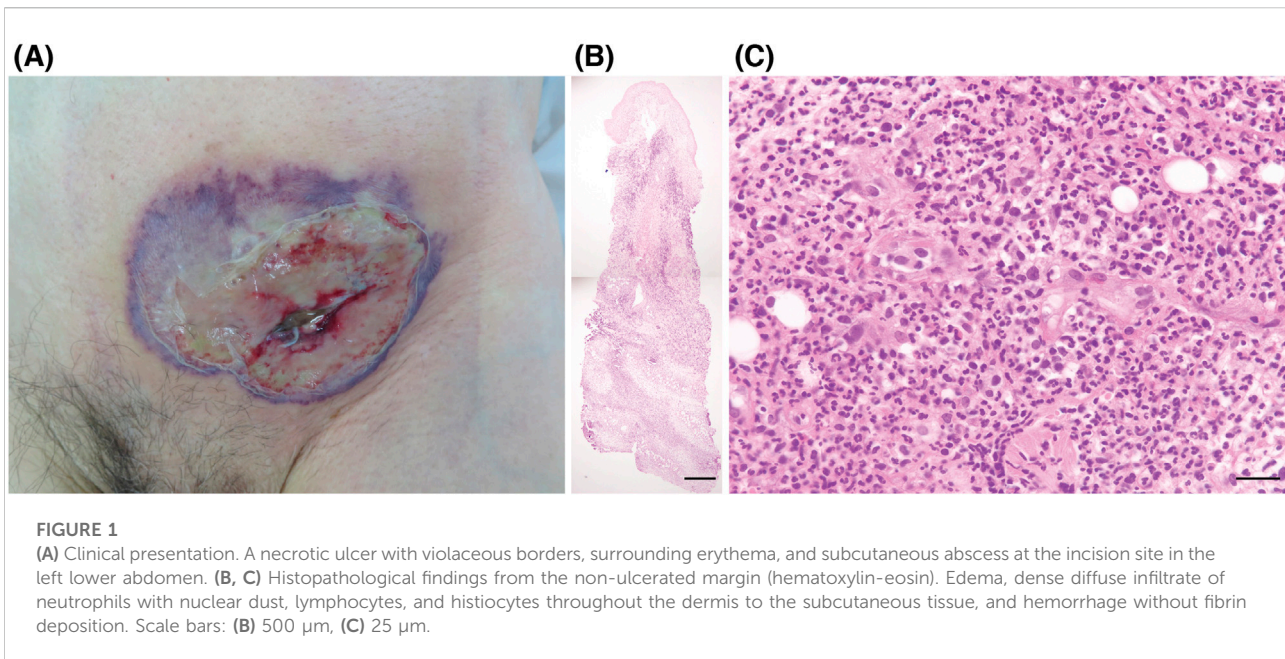 (A) (B) (C)
FIGURE 1
(A) Clinical presentation. A necrotic ulcer with violaceous borders, surrounding erythema, and subcutaneous abscess at the incision site in the
left lower abdomen. (B, C) Histopathological findings from the non-ulcerated margin (hematoxylin-eosin). Edema, dense diffuse infiltrate of
neutrophils with nuclear dust, lymphocytes, and histiocytes throughout the dermis to the subcutaneous tissue, and hemorrhage without fibrin
deposition. Scale bars: (B) 500 μm, (C) 25 μm.